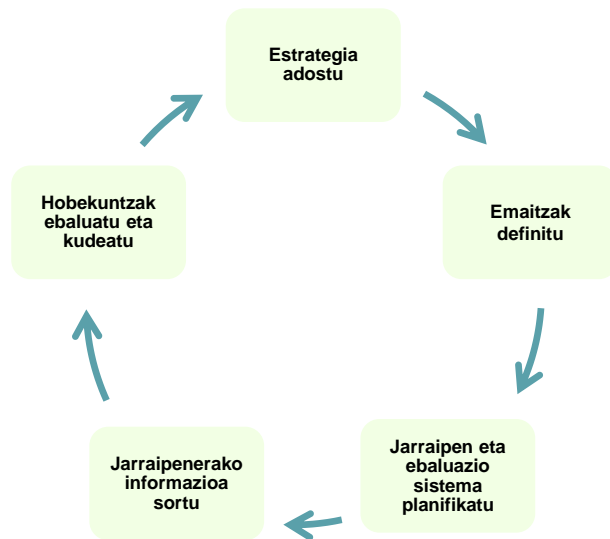 Estrategia
adostu
Emaitzak
definitu
Jarraipen eta
ebaluazio
sistema
planifikatu
Jarraipenerako
informazioa
sortu
Hobekuntzak
ebaluatu eta
kudeatu